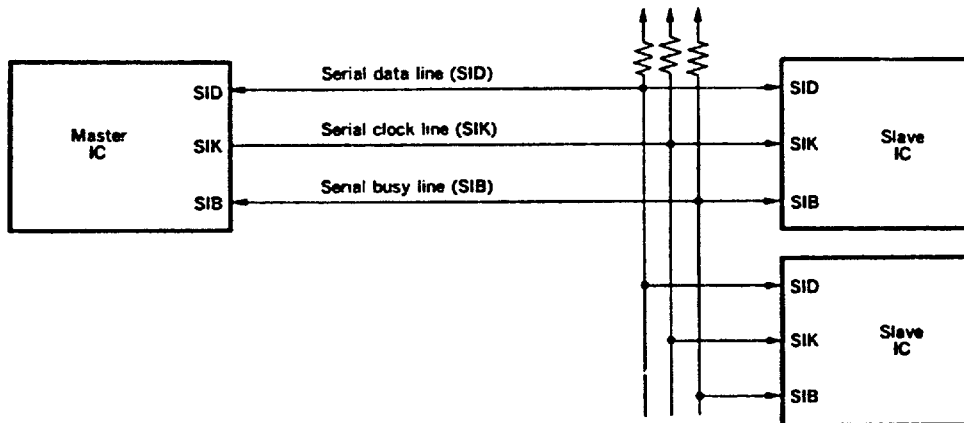 Serial data line (SID)
SID
SID
Master
IC
Serial clock line (SIK)
SIK
SIK
Slave
IC
Serial busy line (SIB)
SIB
SIB
SID
SIK
Slave
IC
SIB